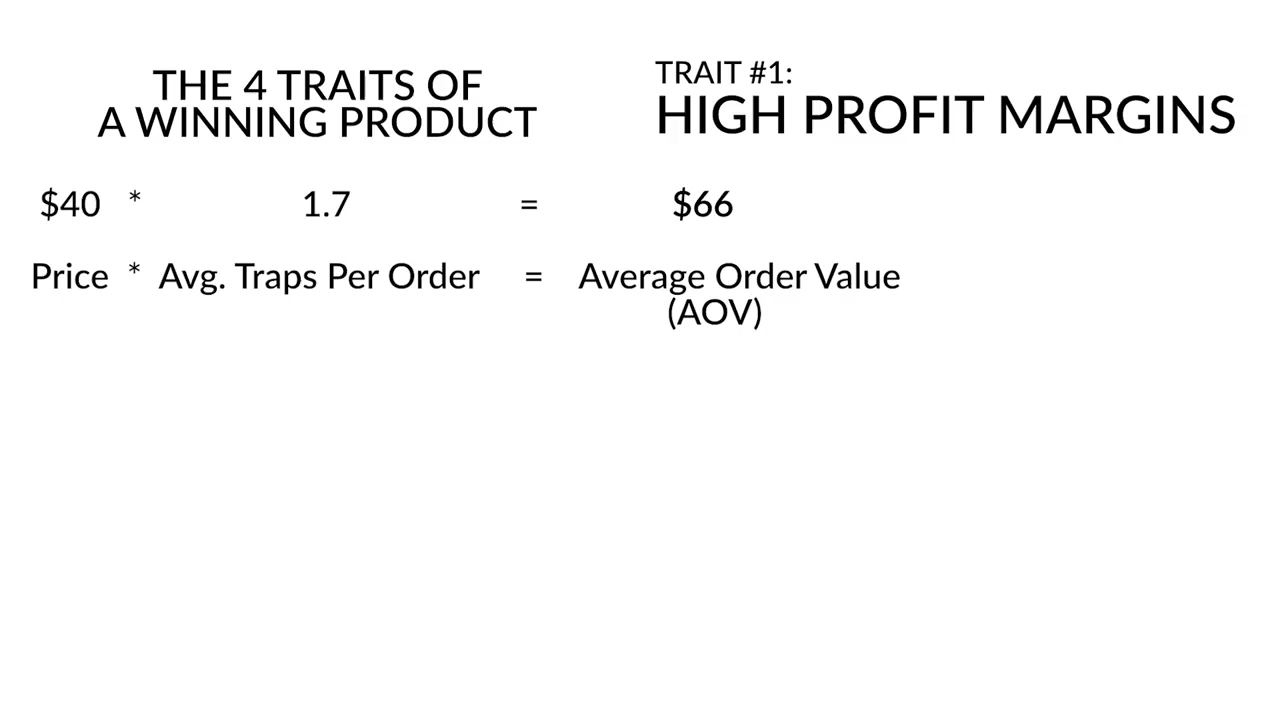 THE 4 TRAITS OF
A WINNING PRODUCT
TRAIT #1:
HIGH PROFIT MARGINS
$40 * 1.7 = $66
Price * Avg. Traps Per Order = Average Order Value
(AOV)